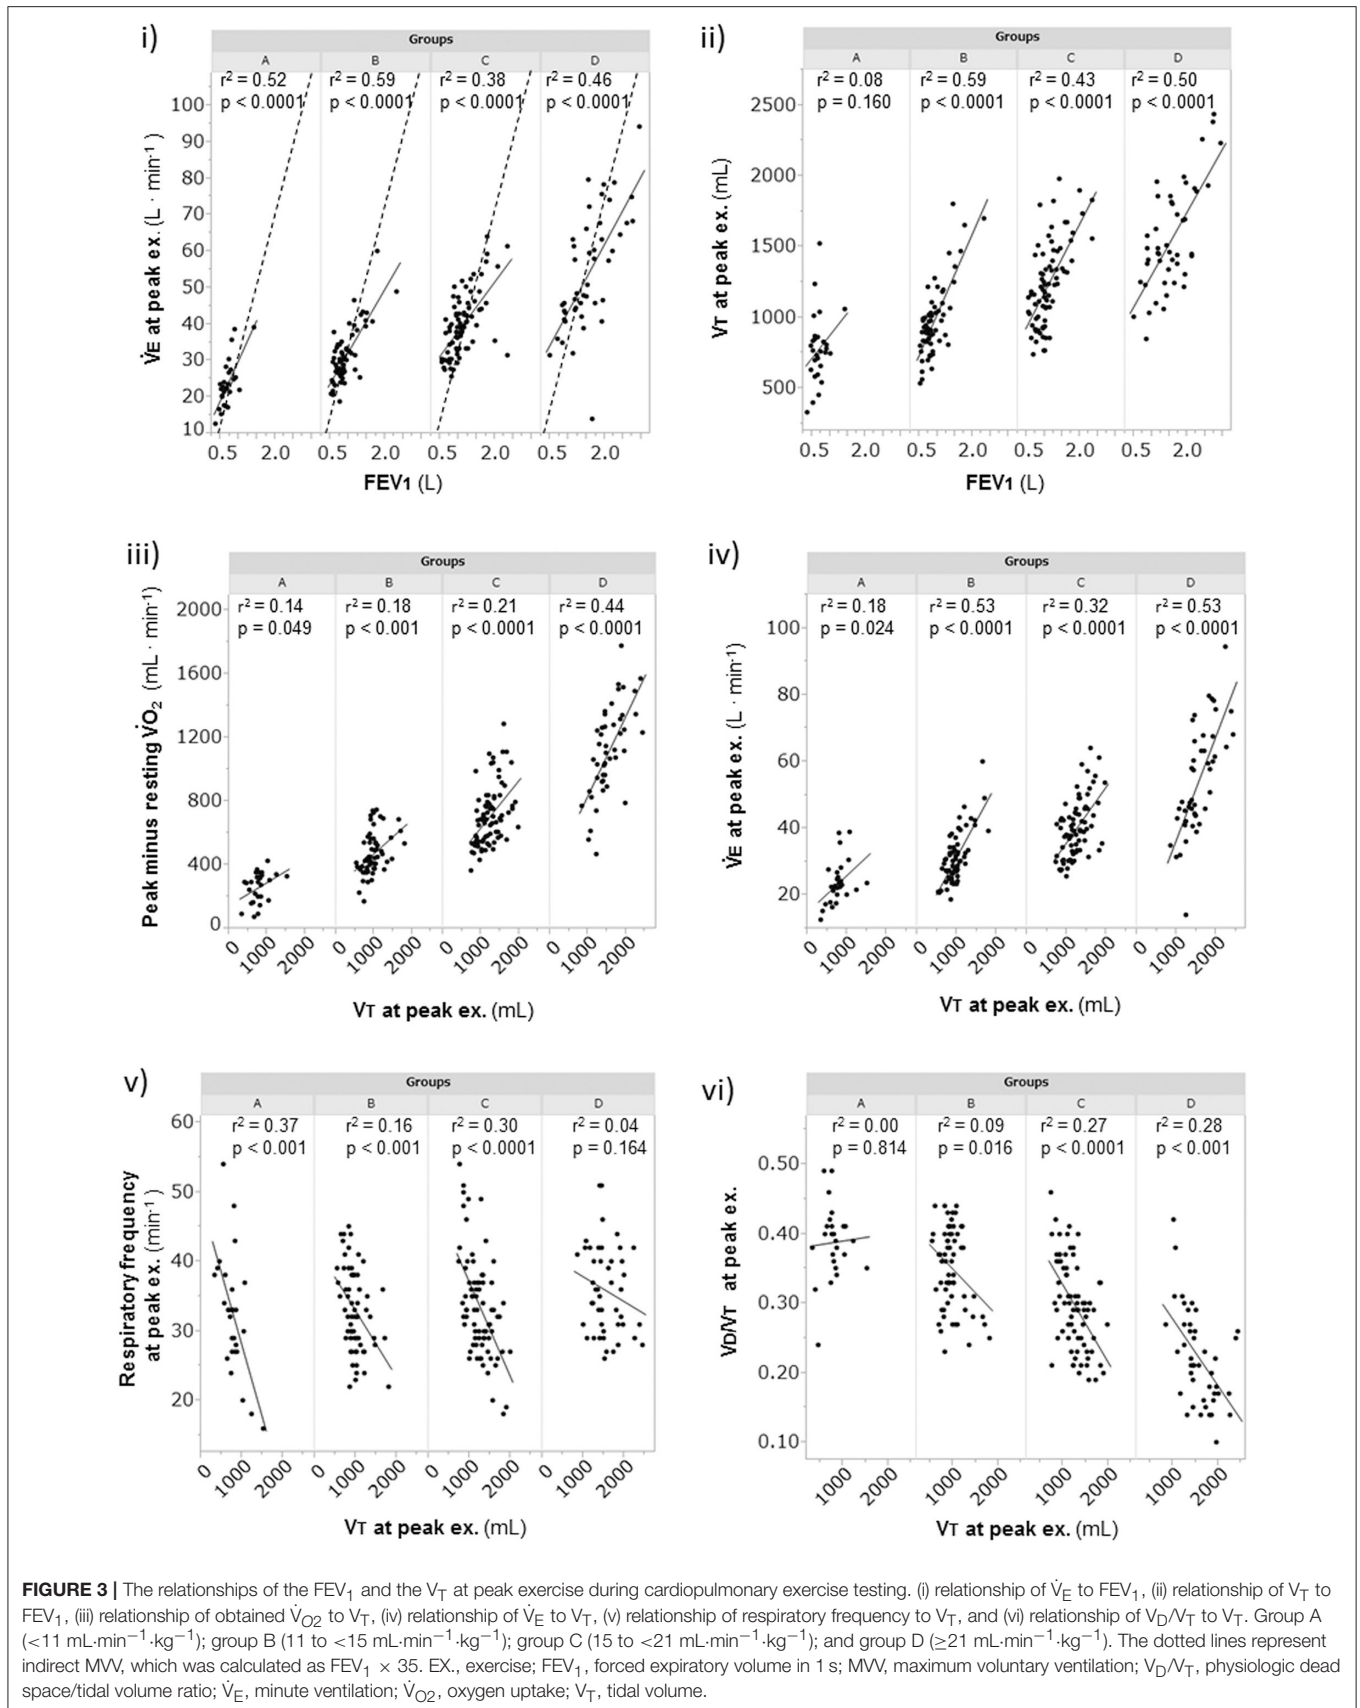 i)
Groups
A B C D
r² = 0.52 r² = 0.59 r² = 0.38 r² = 0.46
p < 0.0001 p < 0.0001 p < 0.0001 p < 0.0001
100
90
80
70
60
50
40
30
20
10
V̇E at peak ex. (L · min⁻¹)
0.5 2.0 0.5 2.0 0.5 2.0 0.5 2.0
FEV1 (L)
ii)
Groups
A B C D
r² = 0.08 r² = 0.59 r² = 0.43 r² = 0.50
p = 0.160 p < 0.0001 p < 0.0001 p < 0.0001
2500
2000
1500
1000
500
VT at peak ex. (mL)
0.5 2.0 0.5 2.0 0.5 2.0 0.5 2.0
FEV1 (L)
iii)
Groups
A B C D
r² = 0.14 r² = 0.18 r² = 0.21 r² = 0.44
p = 0.049 p < 0.001 p < 0.0001 p < 0.0001
2000
1600
1200
800
400
0
Peak minus resting V̇O₂ (mL · min⁻¹)
0 1000 2000 0 1000 2000 0 1000 2000 0 1000 2000
VT at peak ex. (mL)
iv)
Groups
A B C D
r² = 0.18 r² = 0.53 r² = 0.32 r² = 0.53
p = 0.024 p < 0.0001 p < 0.0001 p < 0.0001
100
80
60
40
20
V̇E at peak ex. (L · min⁻¹)
0 1000 2000 0 1000 2000 0 1000 2000 0 1000 2000
VT at peak ex. (mL)
v)
Groups
A B C D
r² = 0.37 r² = 0.16 r² = 0.30 r² = 0.04
p < 0.001 p < 0.001 p < 0.0001 p = 0.164
60
50
40
30
20
Respiratory frequency
at peak ex. (min⁻¹)
0 1000 2000 0 1000 2000 0 1000 2000 0 1000 2000
VT at peak ex. (mL)
vi)
Groups
A B C D
r² = 0.00 r² = 0.09 r² = 0.27 r² = 0.28
p = 0.814 p = 0.016 p < 0.0001 p < 0.001
0.50
0.40
0.30
0.20
0.10
VD/VT at peak ex.
1000 2000 1000 2000 1000 2000 1000 2000
VT at peak ex. (mL)
FIGURE 3 | The relationships of the FEV₁ and the V_T at peak exercise during cardiopulmonary exercise testing. (i) relationship of V̇_E to FEV₁, (ii) relationship of V_T to
FEV₁, (iii) relationship of obtained V̇_O2 to V_T, (iv) relationship of V̇_E to V_T, (v) relationship of respiratory frequency to V_T, and (vi) relationship of V_D/V_T to V_T. Group A
(<11 mL·min⁻¹·kg⁻¹); group B (11 to <15 mL·min⁻¹·kg⁻¹); group C (15 to <21 mL·min⁻¹·kg⁻¹); and group D (≥21 mL·min⁻¹·kg⁻¹). The dotted lines represent
indirect MVV, which was calculated as FEV₁ × 35. EX., exercise; FEV₁, forced expiratory volume in 1 s; MVV, maximum voluntary ventilation; V_D/V_T, physiologic dead
space/tidal volume ratio; V̇_E, minute ventilation; V̇_O2, oxygen uptake; V_T, tidal volume.